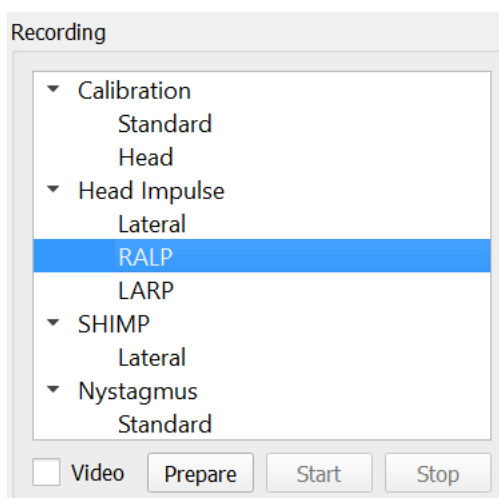 Recording
Calibration
Standard
Head
Head Impulse
Lateral
RALP
LARP
SHIMP
Lateral
Nystagmus
Standard
Video Prepare Start Stop